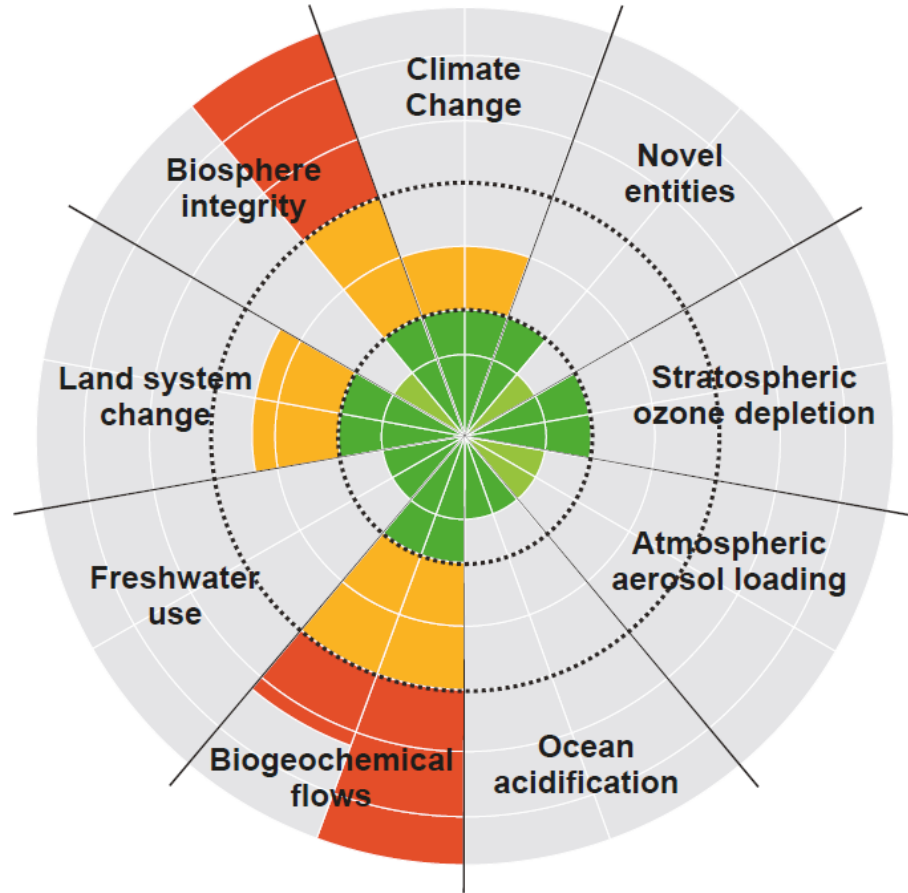 Climate
Change
Novel
entities
Stratospheric
ozone depletion
Atmospheric
aerosol loading
Ocean
acidification
Biogeochemical
flows
Freshwater
use
Land system
change
Biosphere
integrity